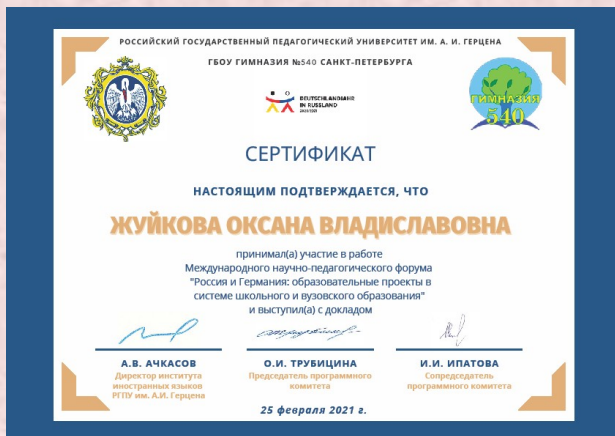 РОССИЙСКИЙ ГОСУДАРСТВЕННЫЙ ПЕДАГОГИЧЕСКИЙ УНИВЕРСИТЕТ ИМ. А. И. ГЕРЦЕНА
ГБОУ ГИМНАЗИЯ №540 САНКТ-ПЕТЕРБУРГА
DEUTSCHLANDJAHR
IN RUSSLAND
2020/2021
ГИМНАЗИЯ
540
СЕРТИФИКАТ
НАСТОЯЩИМ ПОДТВЕРЖДАЕТСЯ, ЧТО
ЖУЙКОВА ОКСАНА ВЛАДИСЛАВОВНА
принимал(а) участие в работе
Международного научно-педагогического форума
"Россия и Германия: образовательные проекты в
системе школьного и вузовского образования"
и выступил(а) с докладом
А.В. АЧКАСОВ
Директор института
иностранных языков
РГПУ им. А.И. Герцена
О.И. ТРУБИЦИНА
Председатель программного
комитета
И.И. ИПАТОВА
Сопредседатель
программного комитета
25 февраля 2021 г.